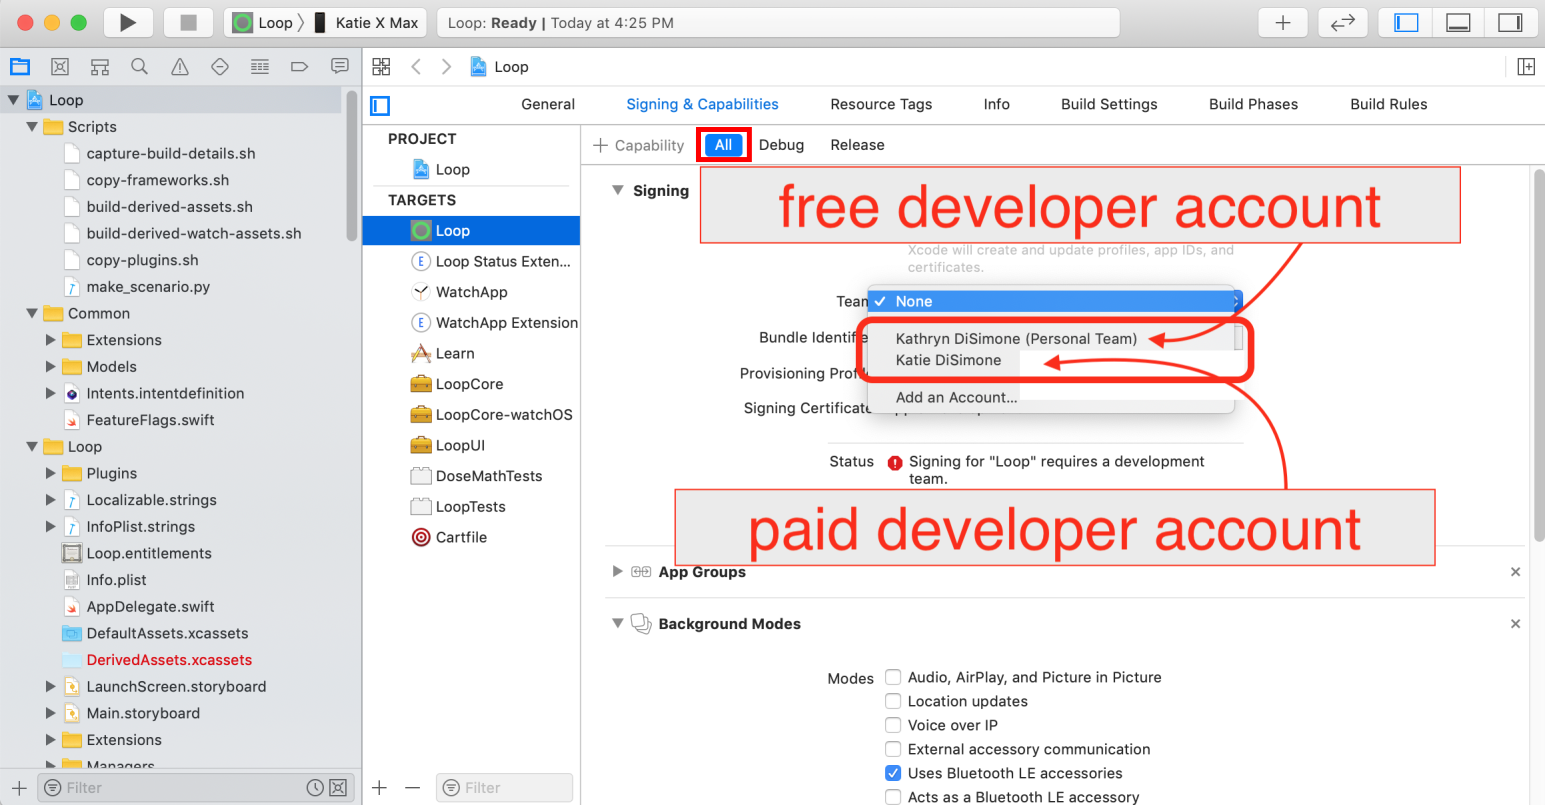 Loop
Katie X Max
Loop: Ready | Today at 4:25 PM
Loop
General
Signing & Capabilities
Resource Tags
Info
Build Settings
Build Phases
Build Rules
Loop
Scripts
capture-build-details.sh
copy-frameworks.sh
build-derived-assets.sh
build-derived-watch-assets.sh
copy-plugins.sh
make_scenario.py
Common
Extensions
Models
Intents.intentdefinition
FeatureFlags.swift
Loop
Plugins
Localizable.strings
InfoPlist.strings
Loop.entitlements
Info.plist
AppDelegate.swift
DefaultAssets.xcassets
DerivedAssets.xcassets
LaunchScreen.storyboard
Main.storyboard
Extensions
Managers
Filter
PROJECT
Loop
TARGETS
Loop
E Loop Status Exten...
WatchApp
E WatchApp Extension
Learn
LoopCore
LoopCore-watchOS
LoopUI
DoseMathTests
LoopTests
Cartfile
Filter
+ Capability
All
Debug
Release
Signing
free developer account
Xcode will create and update profiles, app IDs, and
certificates.
Team
✓ None
Bundle Identifie
Kathryn DiSimone (Personal Team)
Katie DiSimone
Provisioning Prof
Add an Account...
Signing Certificate
Status
Signing for "Loop" requires a development
team.
paid developer account
App Groups
Background Modes
Modes
Audio, AirPlay, and Picture in Picture
Location updates
Voice over IP
External accessory communication
Uses Bluetooth LE accessories
Acts as a Bluetooth LE accessory